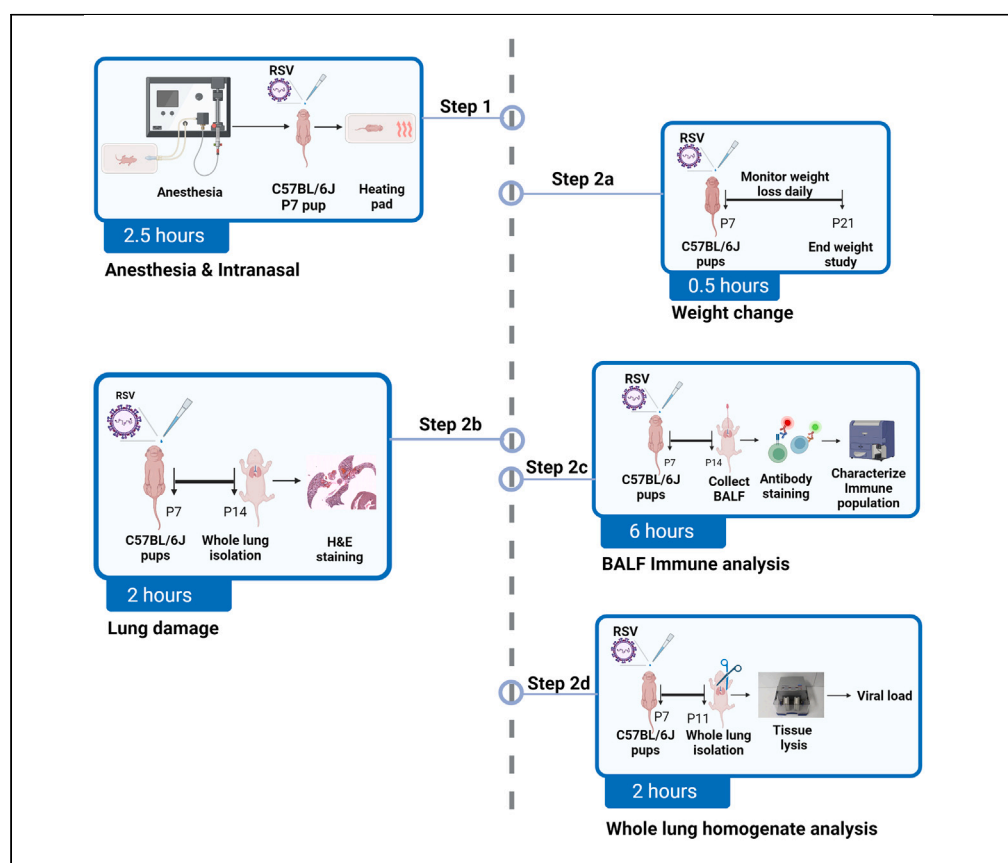 RSV
Step 1
Anesthesia
C57BL/6J
P7 pup
Heating
pad
2.5 hours
Anesthesia & Intranasal
Step 2a
RSV
Monitor weight
loss daily
P7
P21
C57BL/6J
pups
End weight
study
0.5 hours
Weight change
Step 2b
RSV
P7
P14
C57BL/6J
pups
Whole lung
isolation
H&E
staining
2 hours
Lung damage
Step 2c
RSV
P7
P14
C57BL/6J
pups
Collect
BALF
Antibody
staining
Characterize
Immune
population
6 hours
BALF Immune analysis
Step 2d
RSV
P7
P11
C57BL/6J
pups
Whole lung
isolation
Tissue
lysis
Viral load
2 hours
Whole lung homogenate analysis